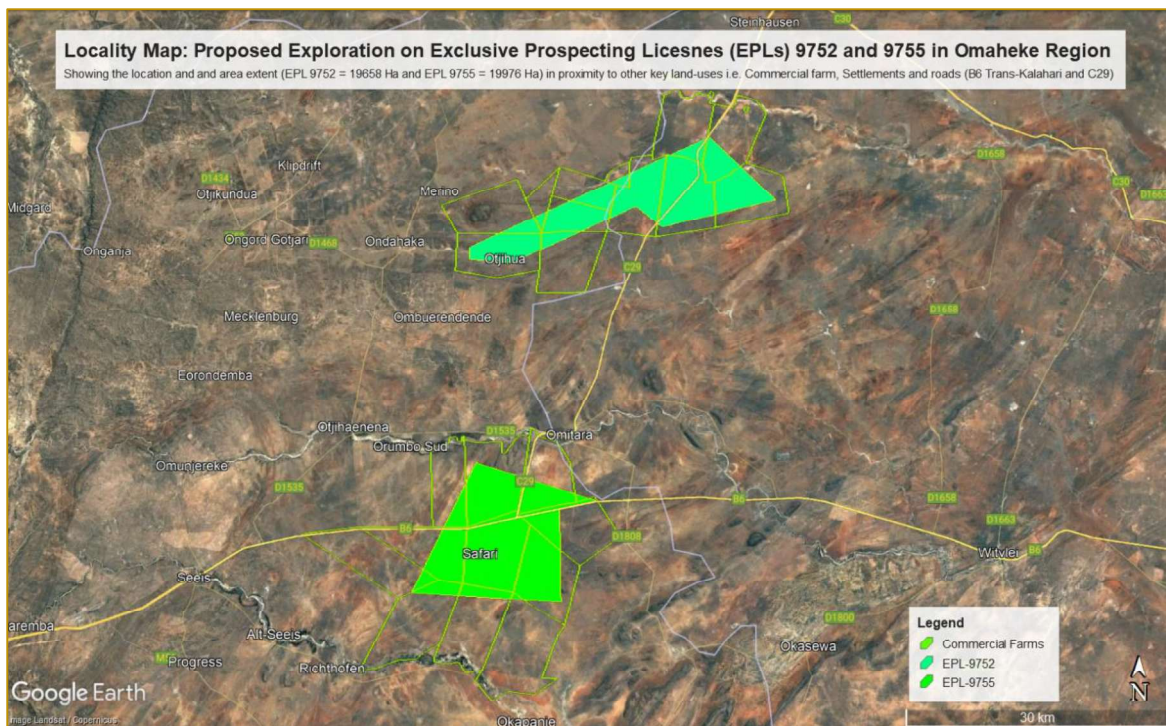 Steinhausen
C30
Locality Map: Proposed Exploration on Exclusive Prospecting Licesnes (EPLs) 9752 and 9755 in Omaheke Region
Showing the location and and area extent (EPL 9752 = 19658 Ha and EPL 9755 = 19976 Ha) in proximity to other key land-uses i.e. Commercial farm, Settlements and roads (B6 Trans-Kalahari and C29)
Klipdrift
D1658
D1434
Otjikundua
Merino
C30
D1663
Midgard
Ongord Gotjari
D1468
Ondahaka
Onganja
Otjihua
C29
Mecklenburg
Ombuerendende
D1658
Eorondemba
Otjihaenena
D1535
Omitara
Orumbo Sud
Omunjereke
C29
D1535
B6
D1658
B6
D1663
D1808
Safari
Witvlei
B6
Seeis
aremba
Alt-Seeis
D1800
Okasewa
Progress
Richthofen
Okapanje
Legend
Commercial Farms
EPL-9752
EPL-9755
N
Google Earth
Image Landsat / Copernicus
30 km